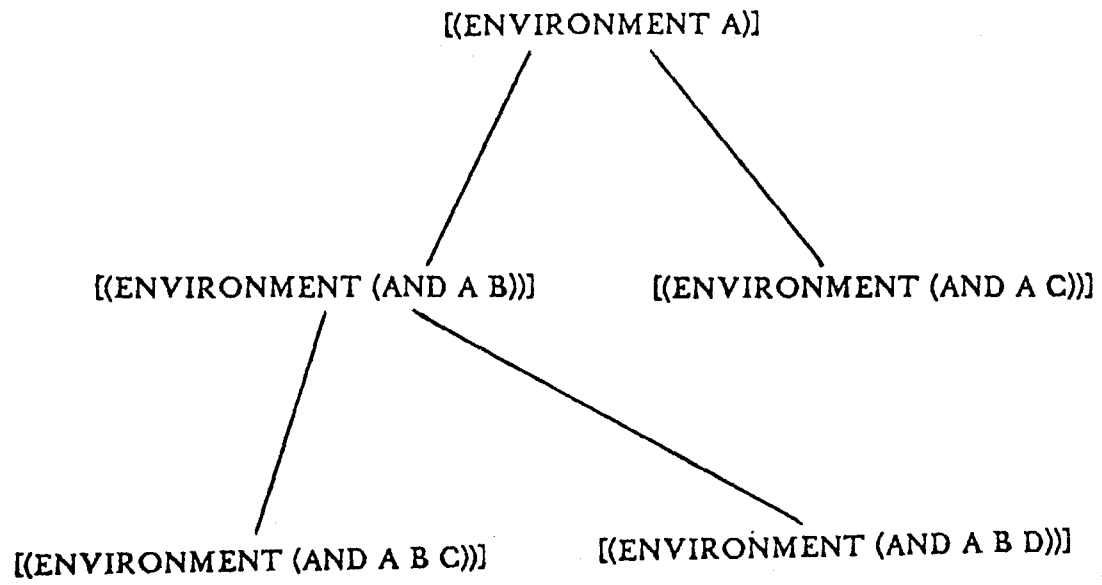 [(ENVIRONMENT A)]
[(ENVIRONMENT (AND A B))]
[(ENVIRONMENT (AND A C))]
[(ENVIRONMENT (AND A B C))]
[(ENVIRONMENT (AND A B D))]